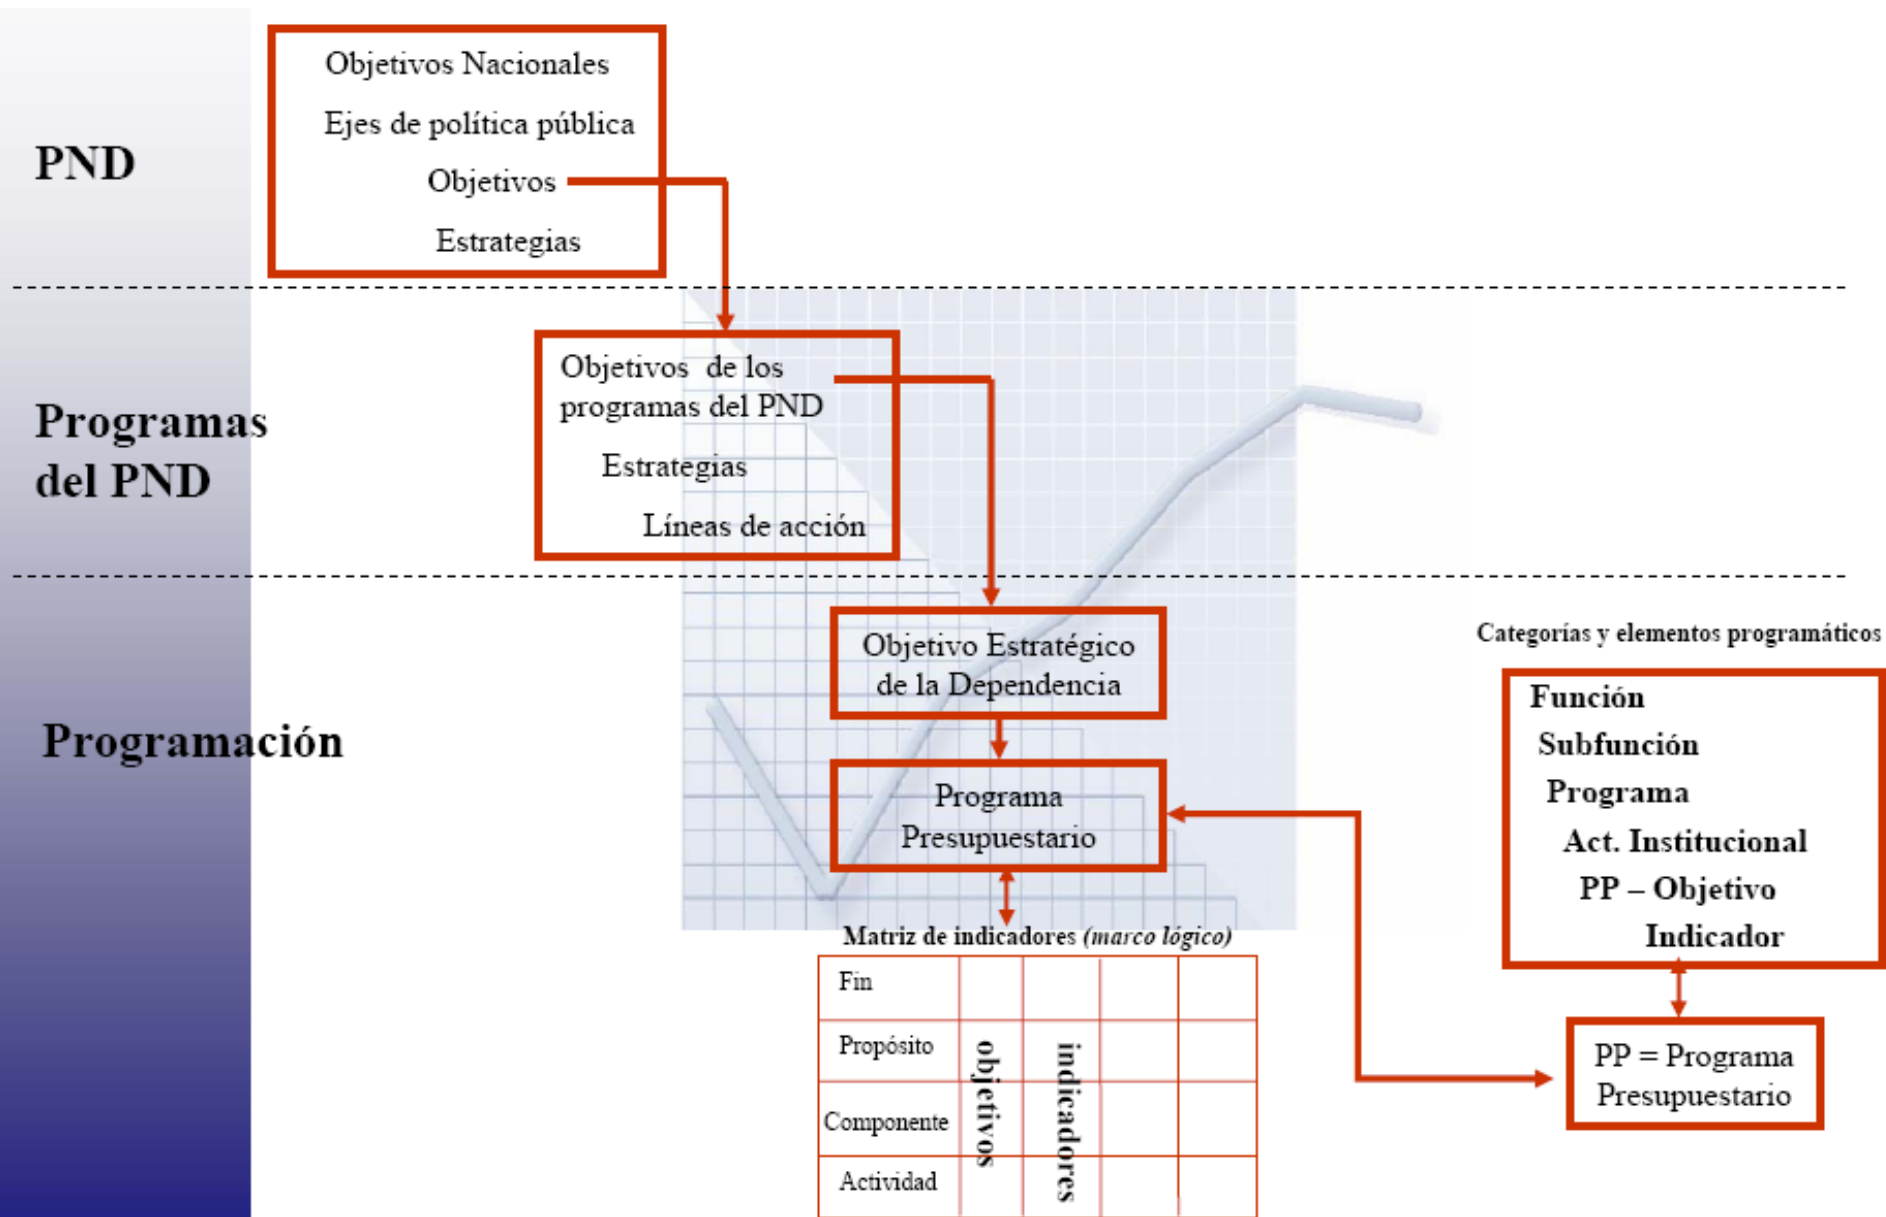 PND
Objetivos Nacionales
Ejes de política pública
Objetivos
Estrategias
Programas
del PND
Objetivos de los
programas del PND
Estrategias
Líneas de acción
Programación
Objetivo Estratégico
de la Dependencia
Programa
Presupuestario
Matriz de indicadores (marco lógico)
Fin
Propósito
Componente
Actividad
objetivos
indicadores
Categorías y elementos programáticos
Función
Subfunción
Programa
Act. Institucional
PP – Objetivo
Indicador
PP = Programa
Presupuestario